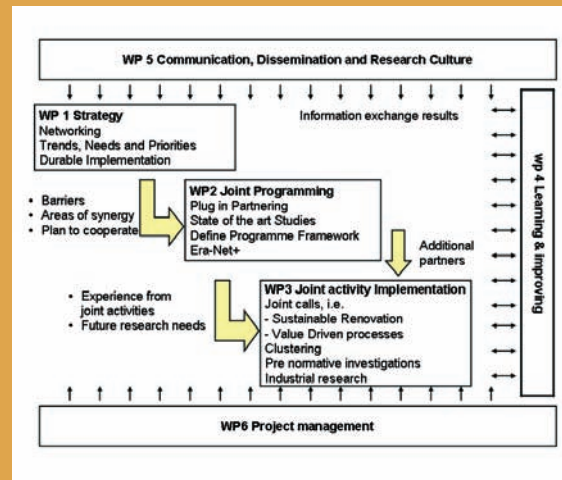 WP 5 Communication, Dissemination and Research Culture
WP 1 Strategy
Networking
Trends, Needs and Priorities
Durable Implementation
Information exchange results
• Barriers
• Areas of synergy
• Plan to cooperate
WP2 Joint Programming
Plug in Partnering
State of the art Studies
Define Programme Framework
Era-Net+
Additional
partners
• Experience from
joint activities
• Future research needs
WP3 Joint activity Implementation
Joint calls, i.e.
- Sustainable Renovation
- Value Driven processes
Clustering
Pre normative investigations
Industrial research
wp 4 Learning & improving
WP6 Project management